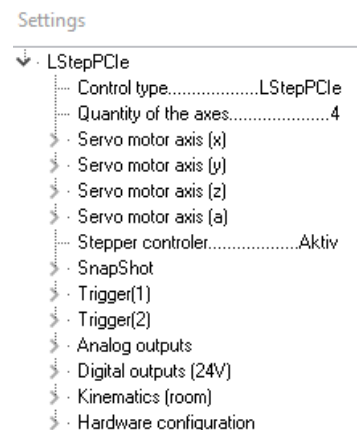 Settings
LStepPCIe
Control type..................LStepPCIe
Quantity of the axes....................4
Servo motor axis (x)
Servo motor axis (y)
Servo motor axis (z)
Servo motor axis (a)
Stepper controler..................Aktiv
SnapShot
Trigger(1)
Trigger(2)
Analog outputs
Digital outputs (24V)
Kinematics (room)
Hardware configuration